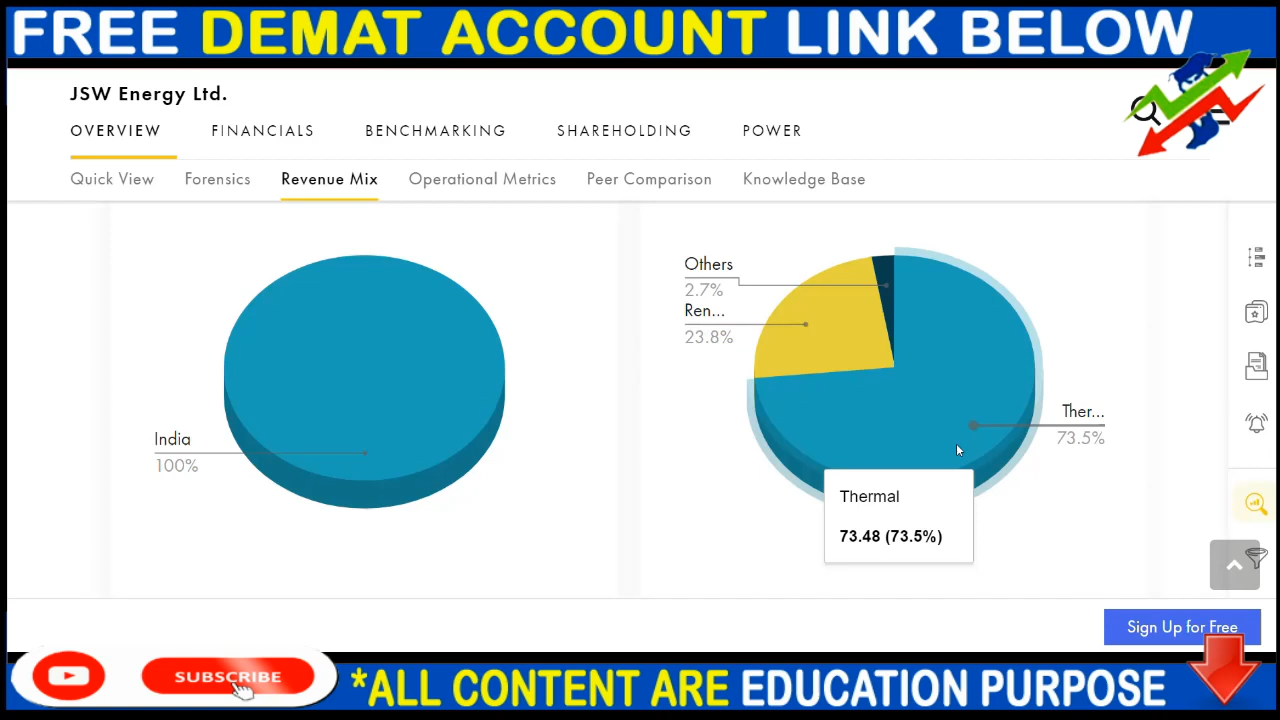 FREE DEMAT ACCOUNT LINK BELOW
JSW Energy Ltd.
OVERVIEW FINANCIALS BENCHMARKING SHAREHOLDING POWER
Quick View Forensics Revenue Mix Operational Metrics Peer Comparison Knowledge Base
India
100%
Others
2.7%
Ren...
23.8%
Ther...
73.5%
Thermal
73.48 (73.5%)
Sign Up for Free
SUBSCRIBE
*ALL CONTENT ARE EDUCATION PURPOSE